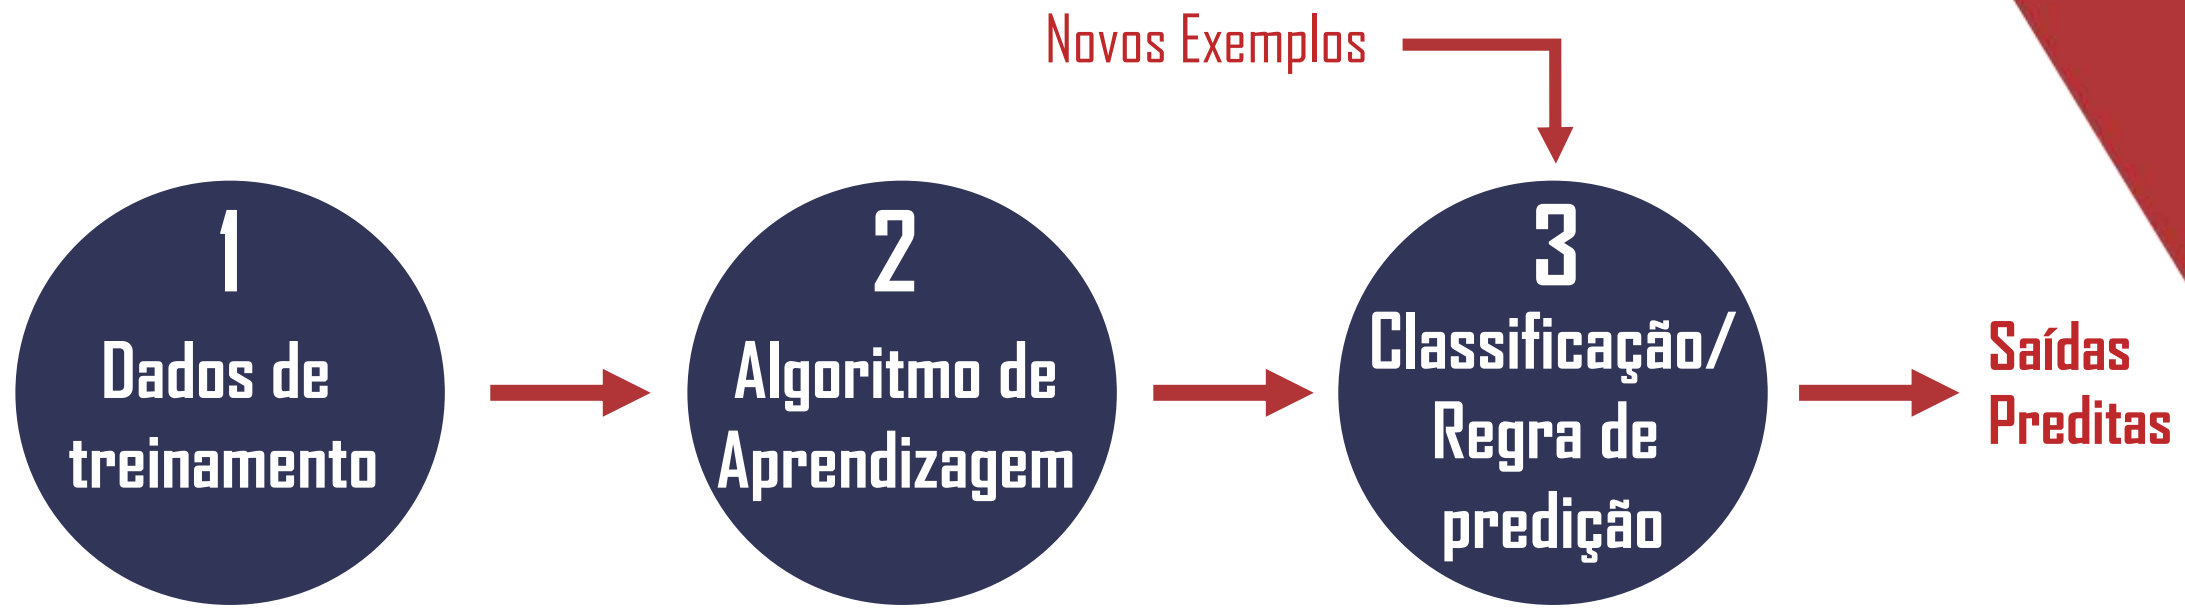 Novos Exemplos
1
Dados de
treinamento
2
Algoritmo de
Aprendizagem
3
Classificação/
Regra de
predição
Saídas
Preditas